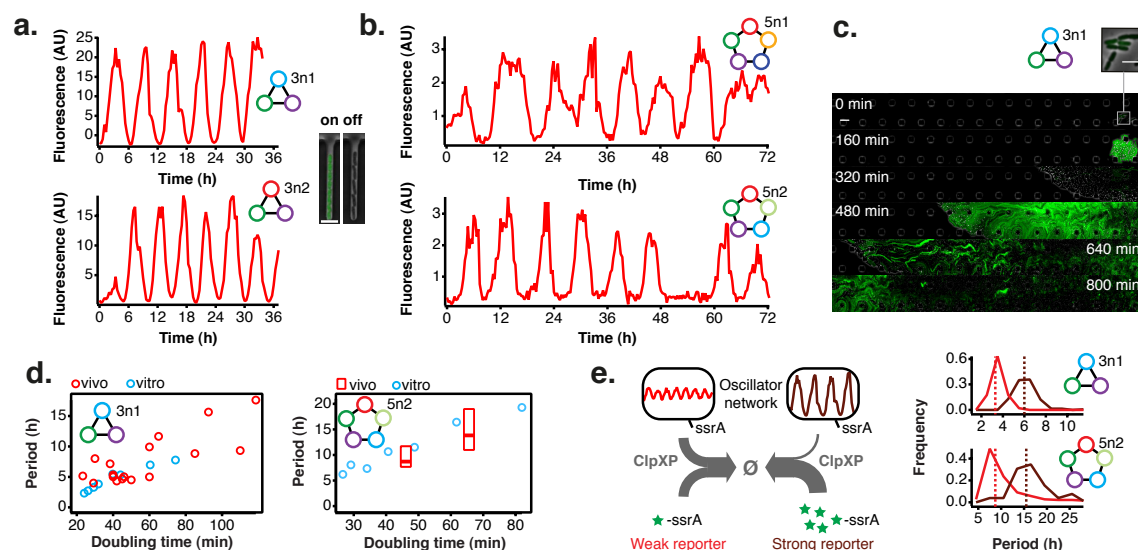 a.
Fluorescence (AU)
25
20
15
10
5
0
3n1
0 6 12 18 24 30 36
Time (h)
on off
Fluorescence (AU)
15
10
5
3n2
0 6 12 18 24 30 36
Time (h)
b.
Fluorescence (AU)
3
2
1
5n1
0 12 24 36 48 60 72
Time (h)
Fluorescence (AU)
3
2
1
5n2
0 12 24 36 48 60 72
Time (h)
c.
3n1
0 min
160 min
320 min
480 min
640 min
800 min
d.
vivo vitro
3n1
Period (h)
15
10
5
0
20 40 60 80 100
Doubling time (min)
vivo vitro
5n2
Period (h)
20
15
10
5
0
30 40 50 60 70 80
Doubling time (min)
e.
Oscillator
network
ssrA
ssrA
ClpXP
Ø
ClpXP
-ssrA
-ssrA
Weak reporter
Strong reporter
Frequency
0.6
0.3
0.0
3n1
2 4 6 8 10
0.4
0.2
0.0
5n2
5 10 15 20 25
Period (h)